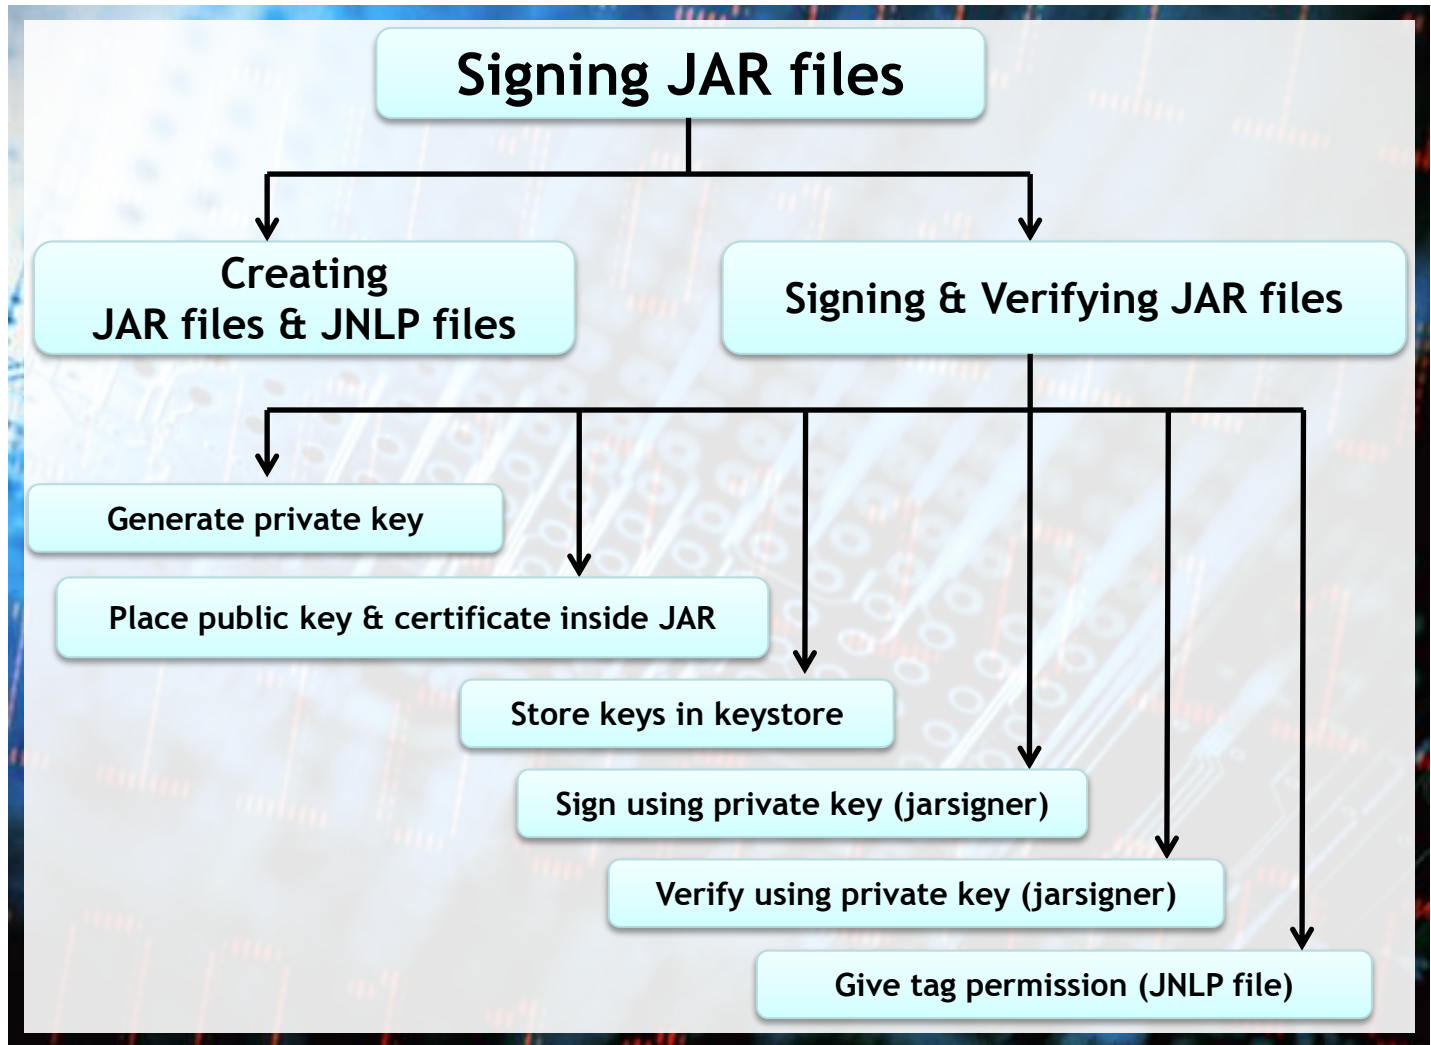 Signing JAR files
Creating
JAR files & JNLP files
Signing & Verifying JAR files
Generate private key
Place public key & certificate inside JAR
Store keys in keystore
Sign using private key (jarsigner)
Verify using private key (jarsigner)
Give tag permission (JNLP file)